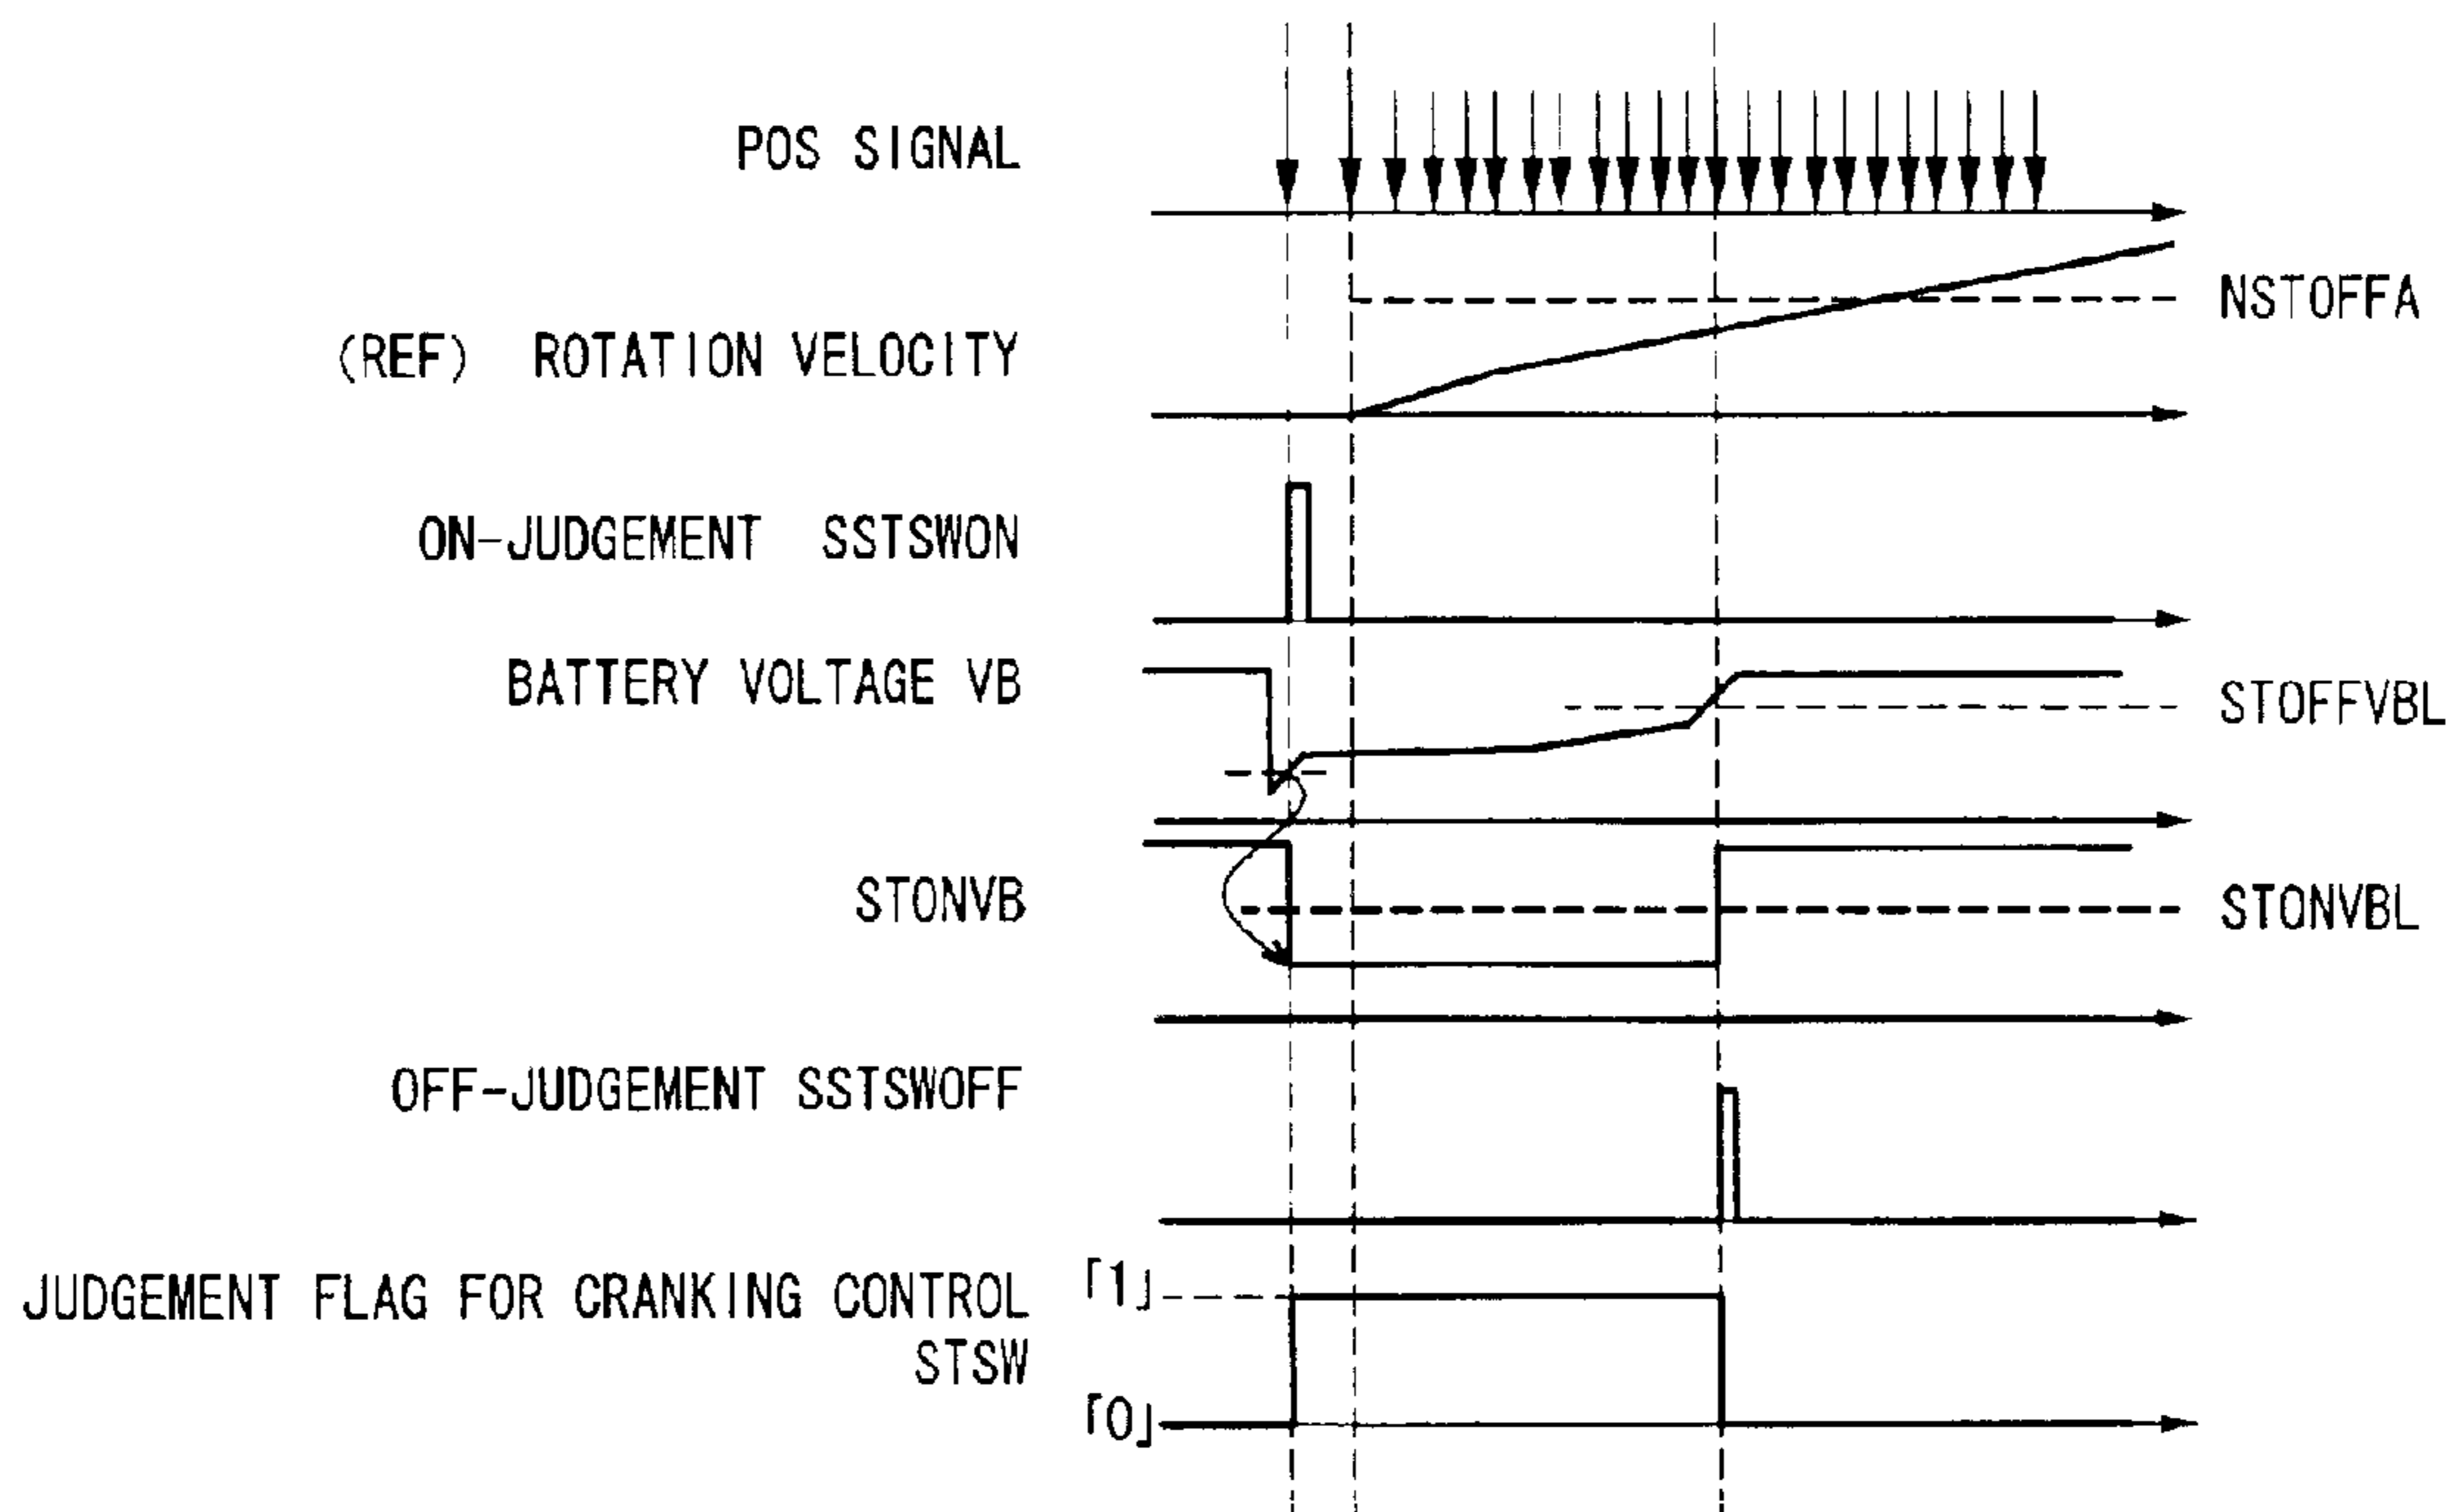 POS SIGNAL
NSTOFFA
(REF) ROTATION VELOCITY
ON-JUDGEMENT SSTSWON
BATTERY VOLTAGE VB
STOFFVBL
STONVB
STONVBL
OFF-JUDGEMENT SSTSWOFF
「1」
JUDGEMENT FLAG FOR CRANKING CONTROL
STSW
「0」